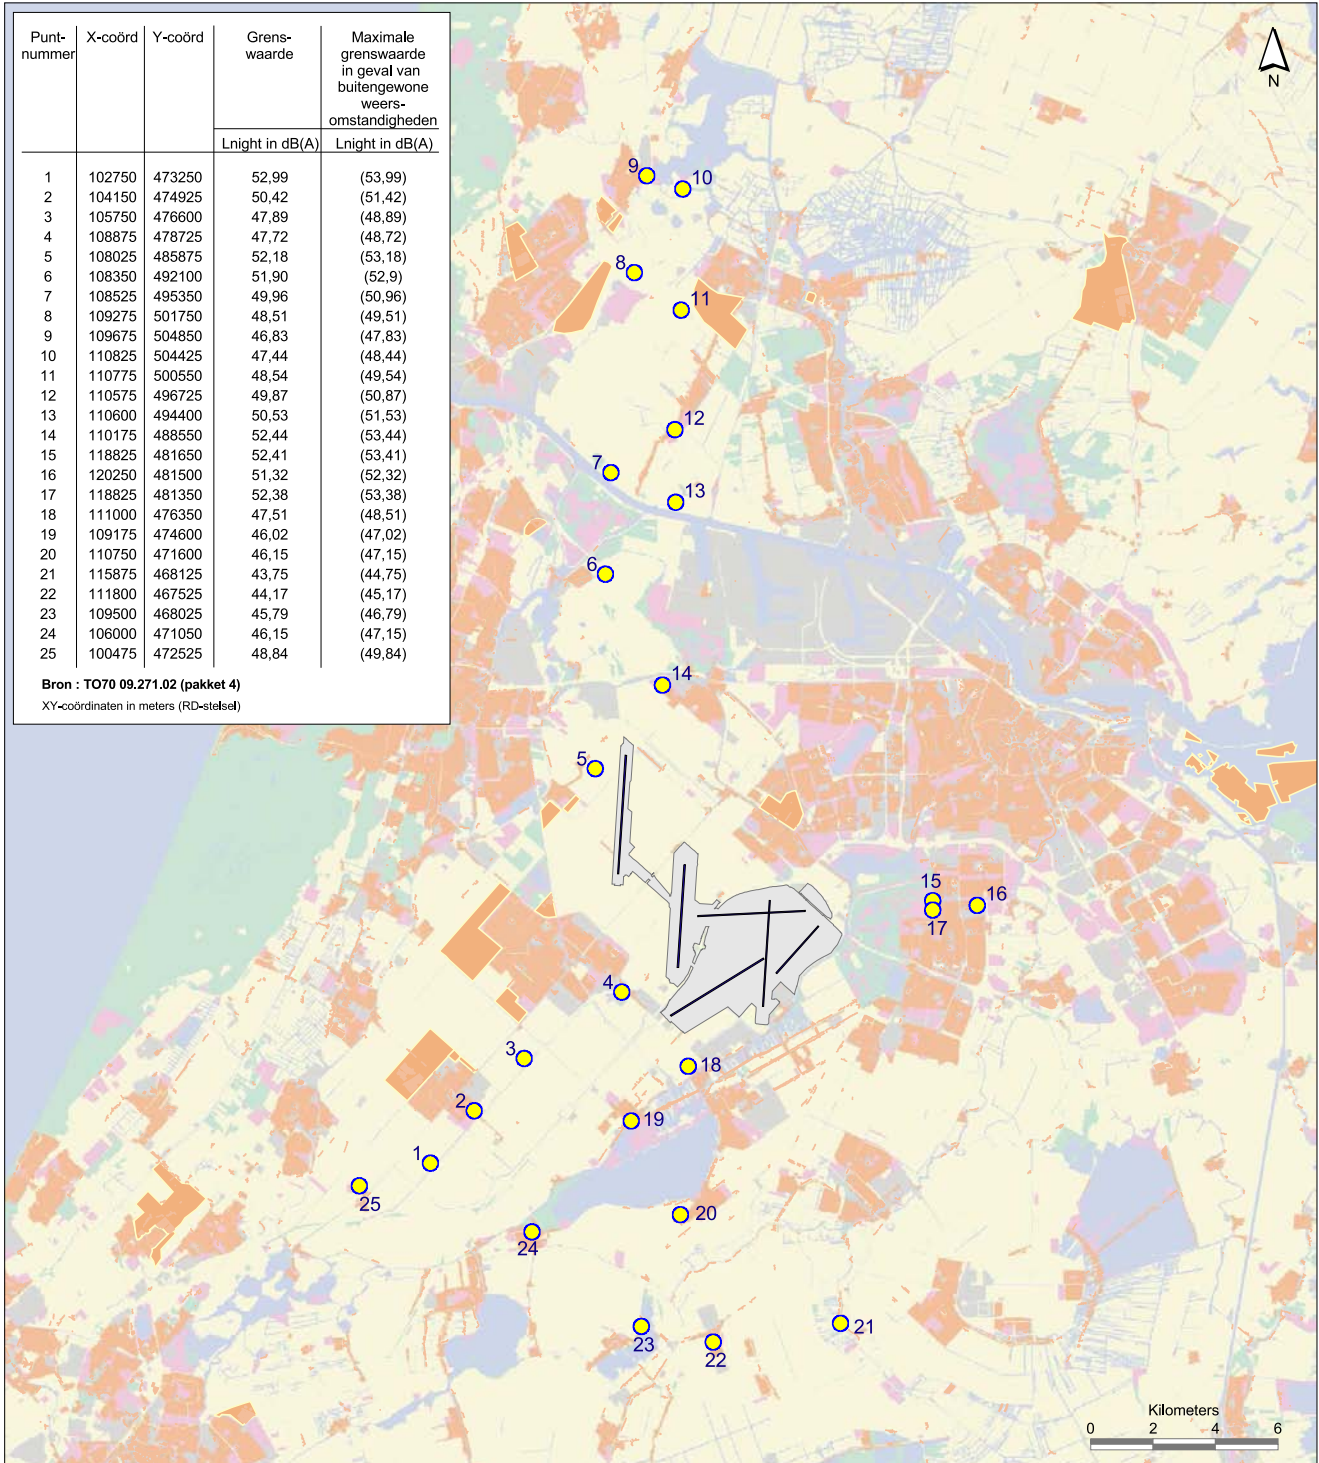 Punt- X-coörd Y-coörd Grens- Maximale
nummer waarde grenswaarde
in geval van
buitengewone
weers-
omstandigheden
Lnight in dB(A) Lnight in dB(A)
1 102750 473250 52,99 (53,99)
2 104150 474925 50,42 (51,42)
3 105750 476600 47,89 (48,89)
4 108875 478725 47,72 (48,72)
5 108025 485875 52,18 (53,18)
6 108350 492100 51,90 (52,9)
7 108525 495350 49,96 (50,96)
8 109275 501750 48,51 (49,51)
9 109675 504850 46,83 (47,83)
10 110825 504425 47,44 (48,44)
11 110775 500550 48,54 (49,54)
12 110575 496725 49,87 (50,87)
13 110600 494400 50,53 (51,53)
14 110175 488550 52,44 (53,44)
15 118825 481650 52,41 (53,41)
16 120250 481500 51,32 (52,32)
17 118825 481350 52,38 (53,38)
18 111000 476350 47,51 (48,51)
19 109175 474600 46,02 (47,02)
20 110750 471600 46,15 (47,15)
21 115875 468125 43,75 (44,75)
22 111800 467525 44,17 (45,17)
23 109500 468025 45,79 (46,79)
24 106000 471050 46,15 (47,15)
25 100475 472525 48,84 (49,84)
Bron : TO70 09.271.02 (pakket 4)
XY-coördinaten in meters (RD-stelsel)
N
9
10
8
11
12
7
13
6
14
5
15
16
17
4
3
18
2
19
1
25
20
24
21
23
22
Kilometers
0 2 4 6